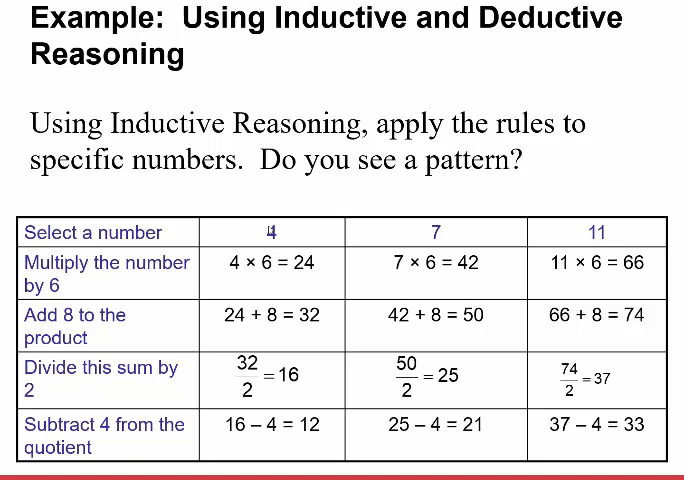 Example: Using Inductive and Deductive
Reasoning
Using Inductive Reasoning, apply the rules to
specific numbers. Do you see a pattern?
Select a number 4 7 11
Multiply the number by 6 4 × 6 = 24 7 × 6 = 42 11 × 6 = 66
Add 8 to the product 24 + 8 = 32 42 + 8 = 50 66 + 8 = 74
Divide this sum by 2 32/2 = 16 50/2 = 25 74/2 = 37
Subtract 4 from the quotient 16 – 4 = 12 25 – 4 = 21 37 – 4 = 33